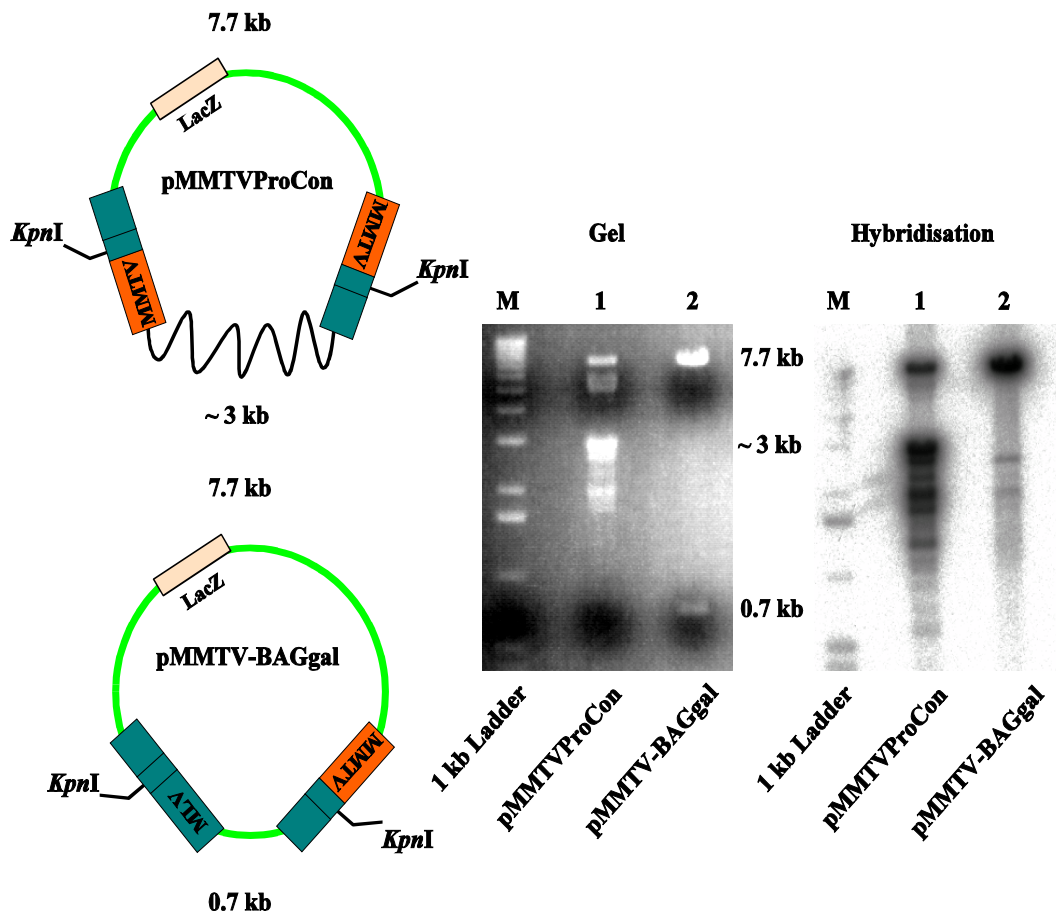 7.7 kb
LacZ
pMMTVProCon
KpnI
MMTV
MMTV
KpnI
~ 3 kb
7.7 kb
LacZ
pMMTV-BAGgal
KpnI
MLV
MMTV
KpnI
0.7 kb
Gel
Hybridisation
M 1 2
M 1 2
7.7 kb
~ 3 kb
0.7 kb
1 kb Ladder
pMMTVProCon
pMMTV-BAGgal
1 kb Ladder
pMMTVProCon
pMMTV-BAGgal